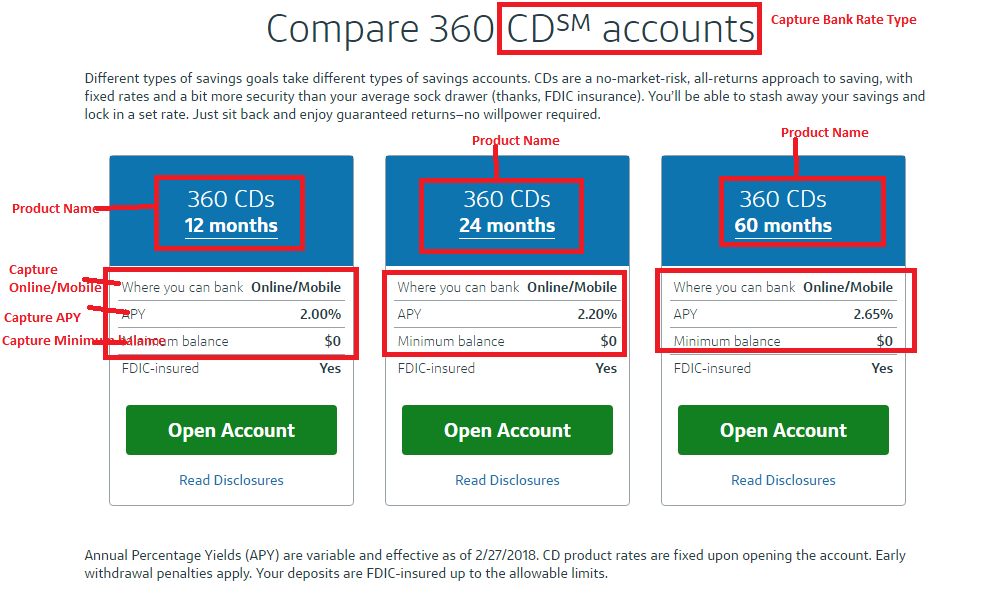 Compare 360 CD℠ accounts
Capture Bank Rate Type
Different types of savings goals take different types of savings accounts. CDs are a no-market-risk, all-returns approach to saving, with
fixed rates and a bit more security than your average sock drawer (thanks, FDIC insurance). You'll be able to stash away your savings and
lock in a set rate. Just sit back and enjoy guaranteed returns–no willpower required.
Product Name
360 CDs
12 months
Capture
Online/Mobile
Where you can bank Online/Mobile
Capture APY
APY 2.00%
Capture Minimum balance
Minimum balance $0
FDIC-insured Yes
Open Account
Read Disclosures
Product Name
360 CDs
24 months
Where you can bank Online/Mobile
APY 2.20%
Minimum balance $0
FDIC-insured Yes
Open Account
Read Disclosures
Product Name
360 CDs
60 months
Where you can bank Online/Mobile
APY 2.65%
Minimum balance $0
FDIC-insured Yes
Open Account
Read Disclosures
Annual Percentage Yields (APY) are variable and effective as of 2/27/2018. CD product rates are fixed upon opening the account. Early
withdrawal penalties apply. Your deposits are FDIC-insured up to the allowable limits.